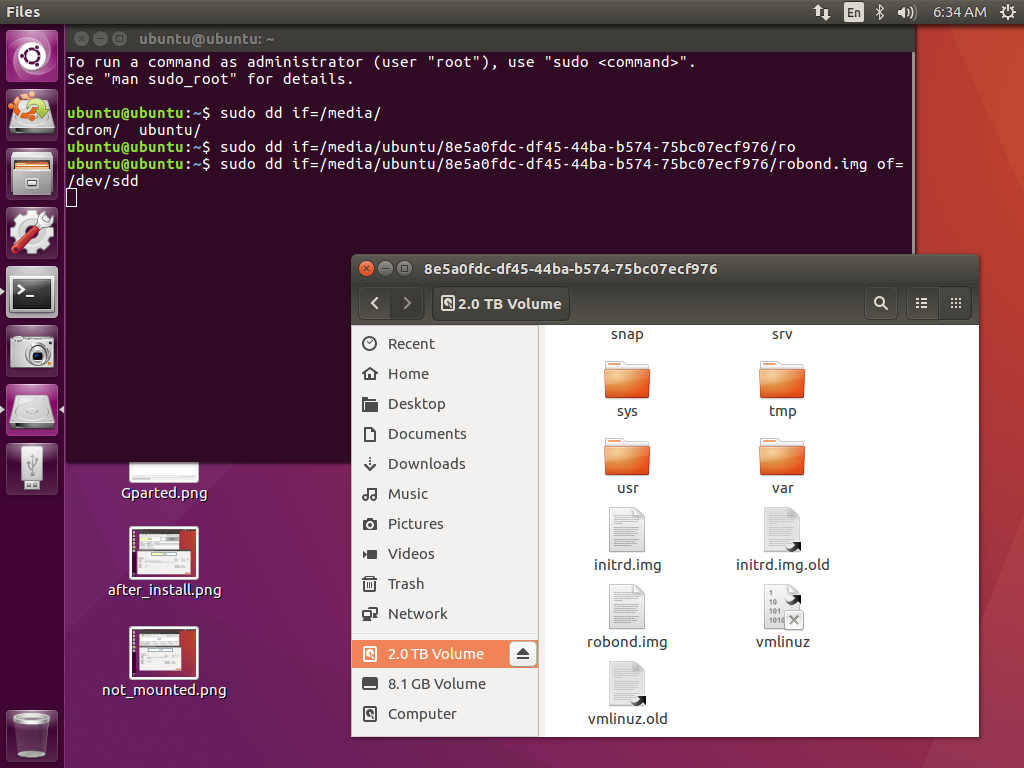 Files
En
6:34 AM
ubuntu@ubuntu: ~
To run a command as administrator (user "root"), use "sudo <command>".
See "man sudo_root" for details.
ubuntu@ubuntu:~$ sudo dd if=/media/
cdrom/  ubuntu/
ubuntu@ubuntu:~$ sudo dd if=/media/ubuntu/8e5a0fdc-df45-44ba-b574-75bc07ecf976/ro
ubuntu@ubuntu:~$ sudo dd if=/media/ubuntu/8e5a0fdc-df45-44ba-b574-75bc07ecf976/robond.img of=
/dev/sdd
8e5a0fdc-df45-44ba-b574-75bc07ecf976
2.0 TB Volume
Recent
Home
Desktop
Documents
Downloads
Music
Pictures
Videos
Trash
Network
2.0 TB Volume
8.1 GB Volume
Computer
snap
srv
sys
tmp
usr
var
initrd.img
initrd.img.old
robond.img
vmlinuz
vmlinuz.old
Gparted.png
after_install.png
not_mounted.png